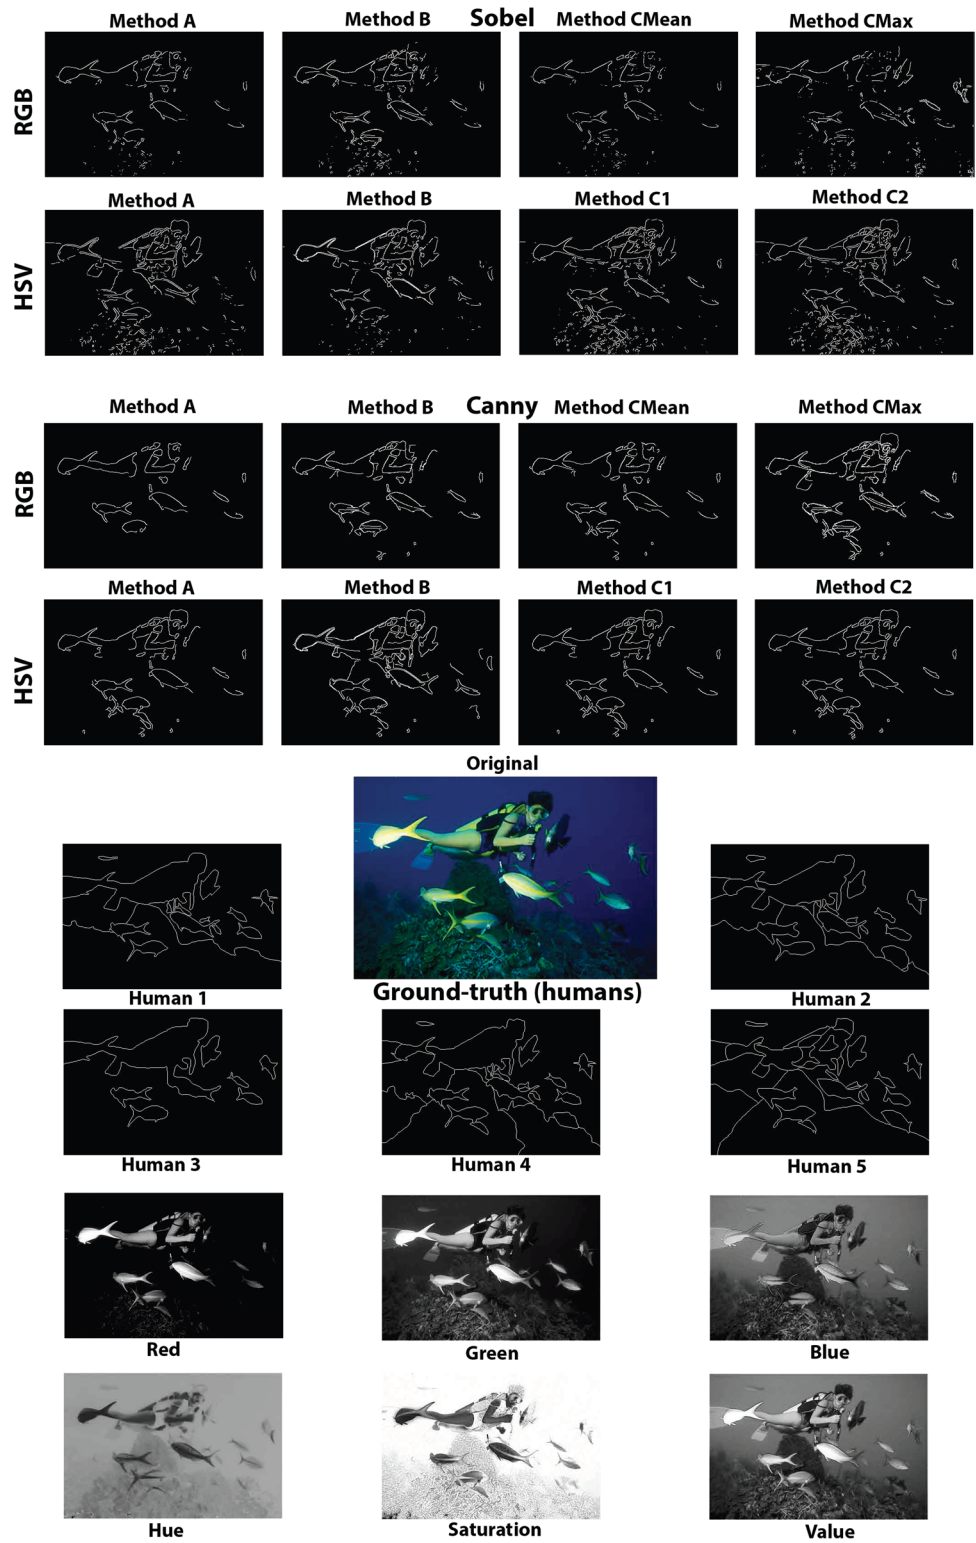 Sobel
Method A Method B Method CMean Method CMax
RGB
Method A Method B Method C1 Method C2
HSV
Canny
Method A Method B Method CMean Method CMax
RGB
Method A Method B Method C1 Method C2
HSV
Original
Ground-truth (humans)
Human 1 Human 2
Human 3 Human 4 Human 5
Red Green Blue
Hue Saturation Value